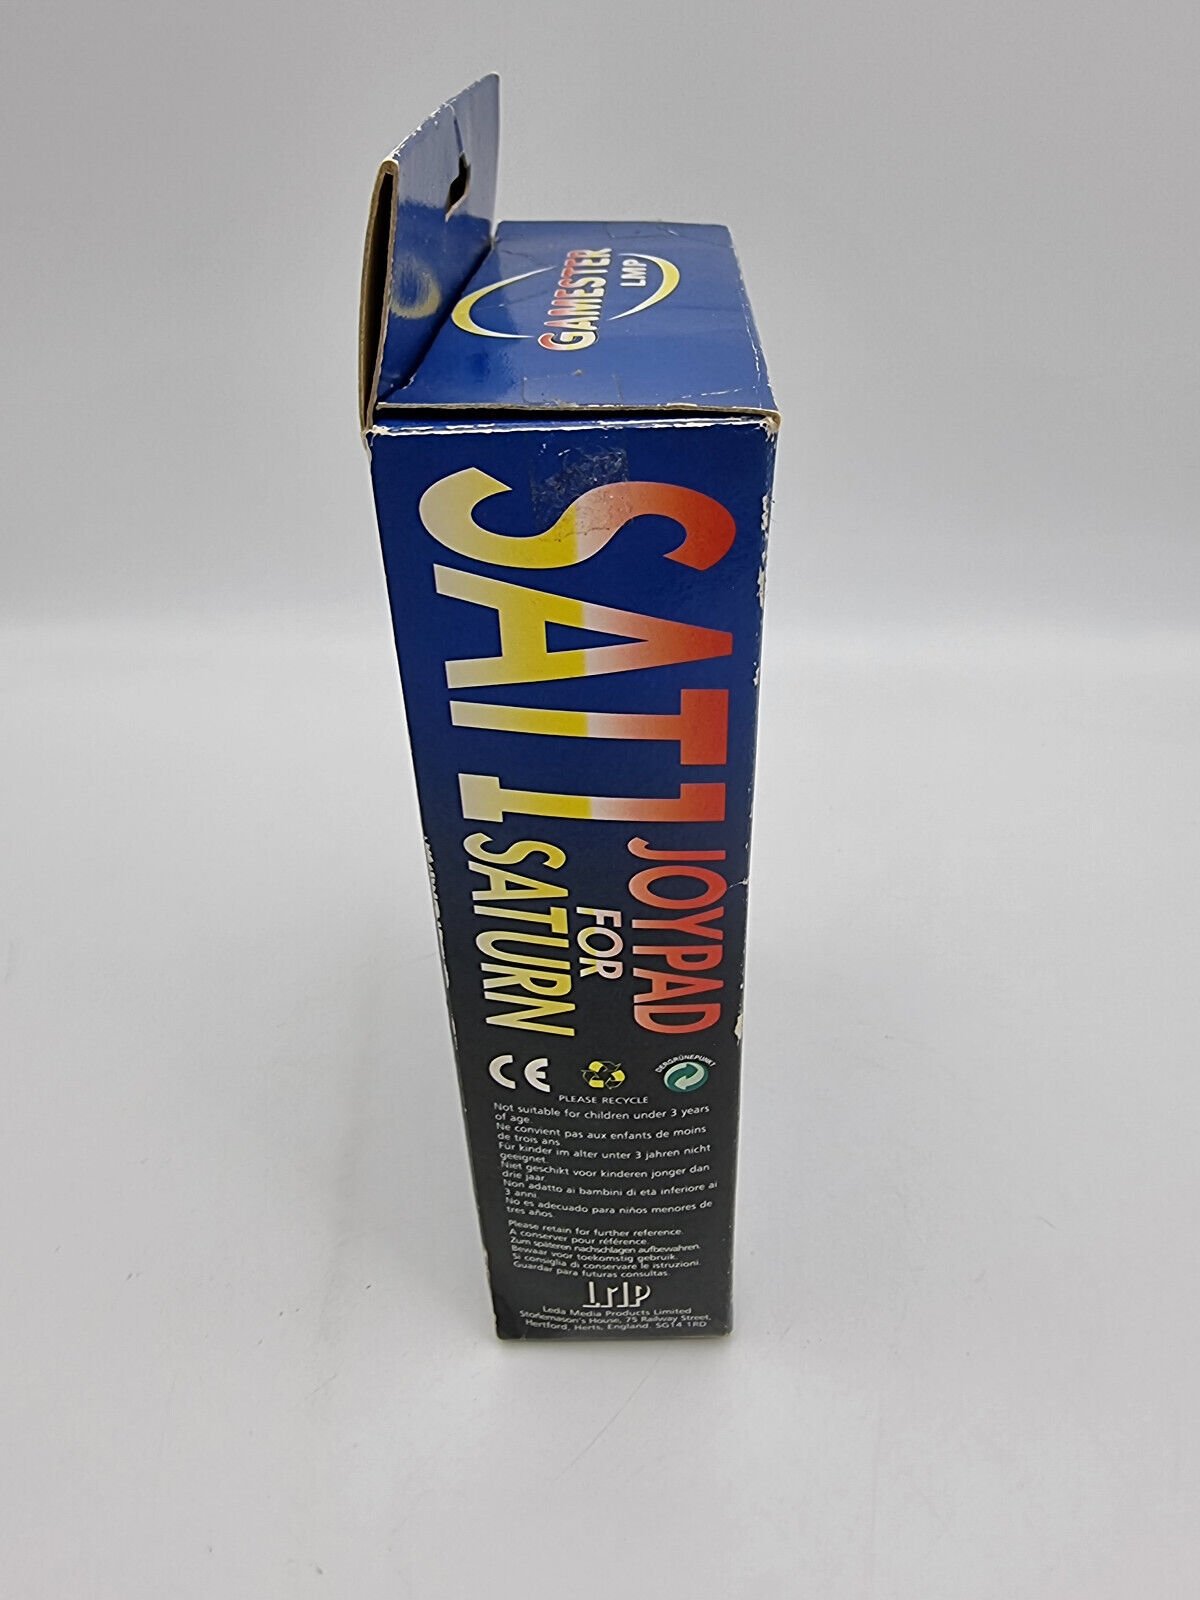 GAMESTER
LMP
SAT 1
JOYPAD
FOR
SATURN
CE
DERGRÜNEPUNKT
PLEASE RECYCLE
Not suitable for children under 3 years
of age.
Ne convient pas aux enfants de moins
de trois ans
Für kinder im alter unter 3 jahren nicht
geeignet.
Niet geschikt voor kinderen jonger dan
drie jaar.
Non adatto ai bambini di età inferiore ai
3 anni.
No es adecuado para niños menores de
tres años.
Please retain for further reference.
A conserver pour référence.
Zum späteren nachschlagen aufbewahren.
Bewaar voor toekomstig gebruik.
Si consiglia di conservare le istruzioni.
Guardar para futuras consultas.
LMP
Leda Media Products Limited
Stonemason's House, 75 Railway Street,
Hertford, Herts, England. SG14 1RD